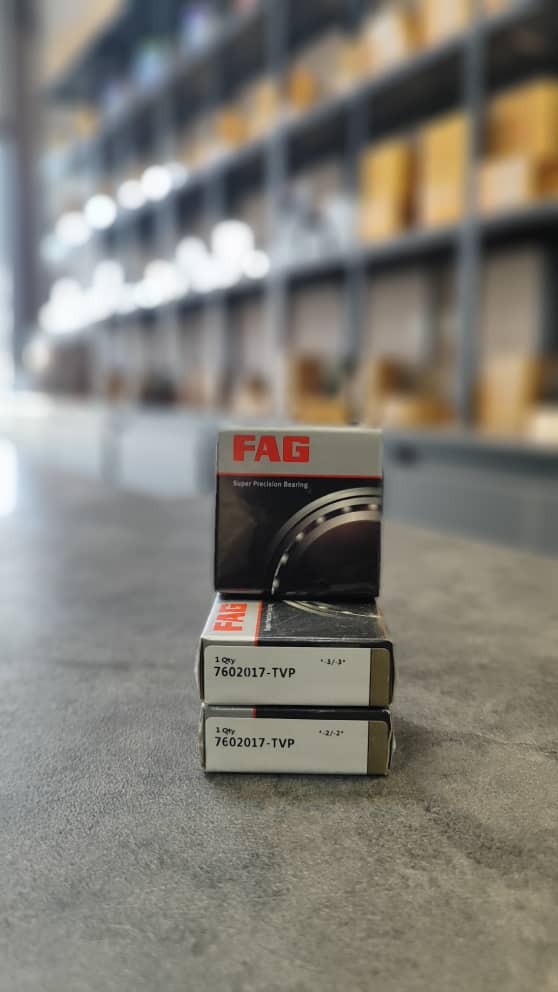 FAG
Super Precision Bearing
FAG
1 Qty *-3/-3*
7602017-TVP
1 Qty *-2/-2*
7602017-TVP